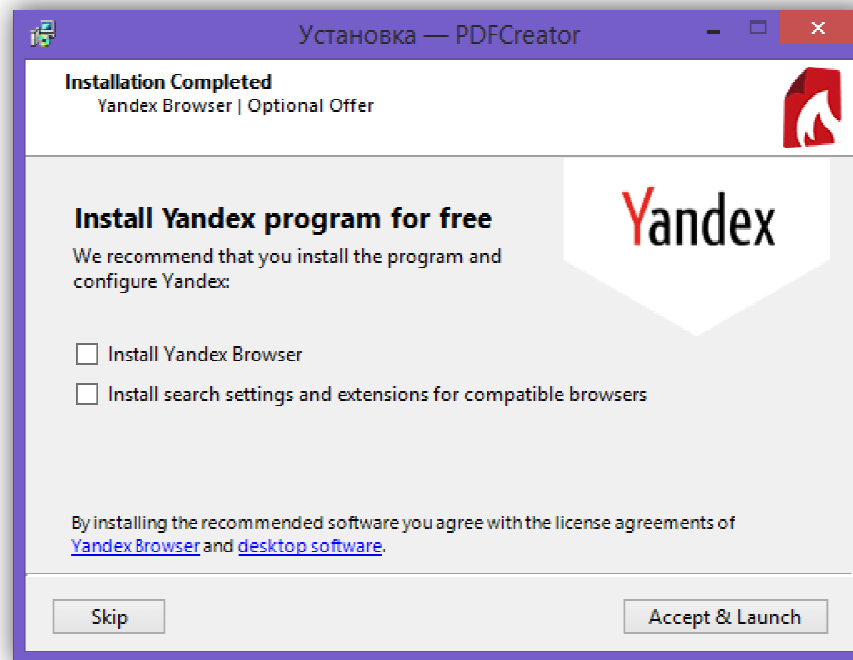 Установка — PDFCreator
Installation Completed
Yandex Browser | Optional Offer
Install Yandex program for free
We recommend that you install the program and
configure Yandex:
Yandex
Install Yandex Browser
Install search settings and extensions for compatible browsers
By installing the recommended software you agree with the license agreements of
Yandex Browser and desktop software.
Skip
Accept & Launch